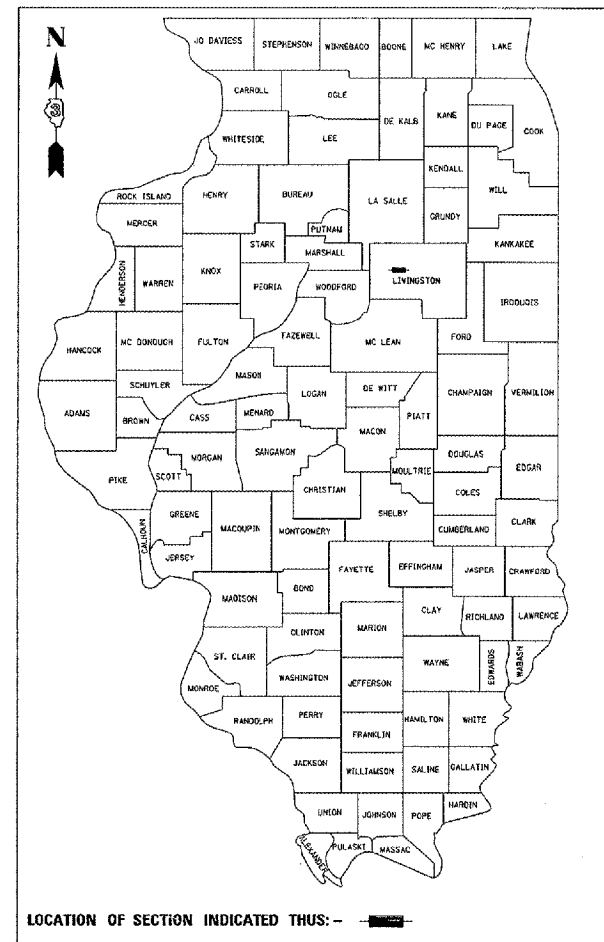 N
JO DAVIESS
STEPHENSON
WINNEBAGO
BOONE
MC HENRY
LAKE
CARROLL
OGLE
DE KALB
KANE
DU PAGE
COOK
WHITESIDE
LEE
KENDALL
WILL
ROCK ISLAND
HENRY
BUREAU
LA SALLE
GRUNDY
MERCER
PUTNAM
STARK
MARSHALL
KANKAKEE
HENDERSON
WARREN
KNOX
PEORIA
WOODFORD
LIVINGSTON
IROQUOIS
HANCOCK
MC DONOUGH
FULTON
TAZEWELL
MC LEAN
FORD
SCHUYLER
MASON
LOGAN
DE WITT
CHAMPAIGN
VERMILION
ADAMS
BROWN
CASS
MENARD
PIATT
MACON
PIKE
SCOTT
MORGAN
SANGAMON
CHRISTIAN
MOULTRIE
DOUGLAS
EDGAR
COLES
SHELBY
CALHOUN
GREENE
MACOUPIN
MONTGOMERY
CUMBERLAND
CLARK
JERSEY
FAYETTE
EFFINGHAM
JASPER
CRAWFORD
MADISON
BOND
CLAY
RICHLAND
LAWRENCE
CLINTON
MARION
ST. CLAIR
WAYNE
EDWARDS
WABASH
WASHINGTON
JEFFERSON
MONROE
RANDOLPH
PERRY
HAMILTON
WHITE
FRANKLIN
JACKSON
WILLIAMSON
SALINE
GALLATIN
UNION
JOHNSON
POPE
HARDIN
ALEXANDER
PULASKI
MASSAC
LOCATION OF SECTION INDICATED THUS: -